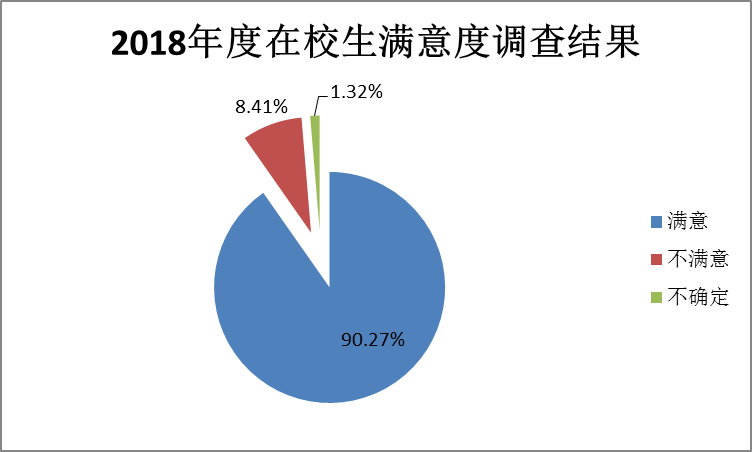 2018年度在校生满意度调查结果
1.32%
8.41%
90.27%
满意
不满意
不确定